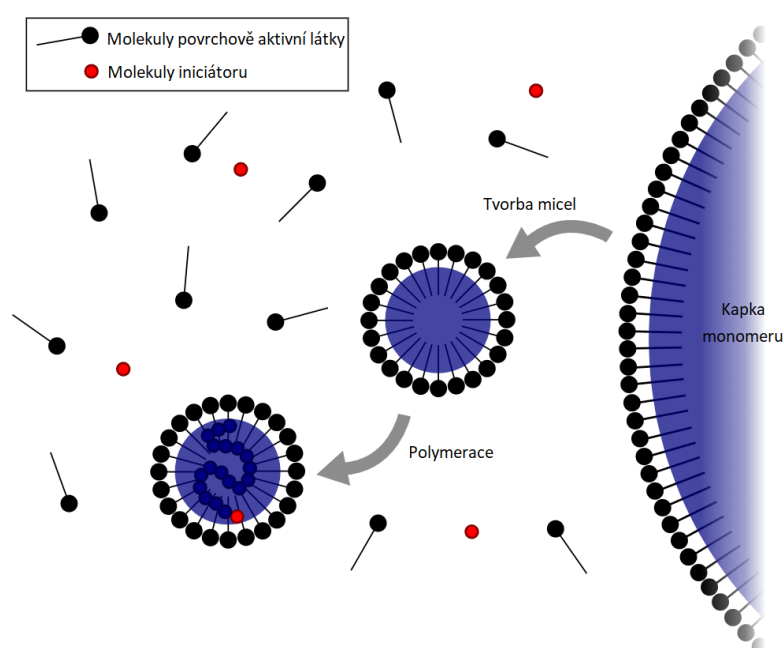 Molekuly povrchově aktivní látky
Molekuly iniciátoru
Tvorba micel
Kapka
monomeru
Polymerace